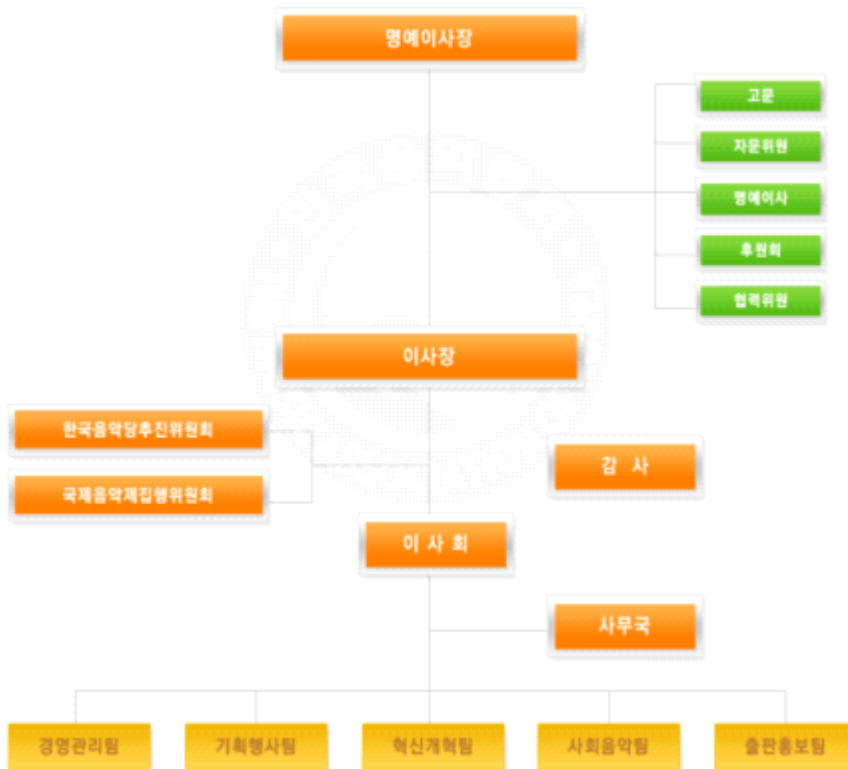 명예이사장
고문
자문위원
명예이사
후원회
협력위원
이사장
한국음악당추진위원회
국제음악제집행위원회
감 사
이 사 회
사무국
경영관리팀
기획행사팀
혁신개혁팀
사회음악팀
출판홍보팀